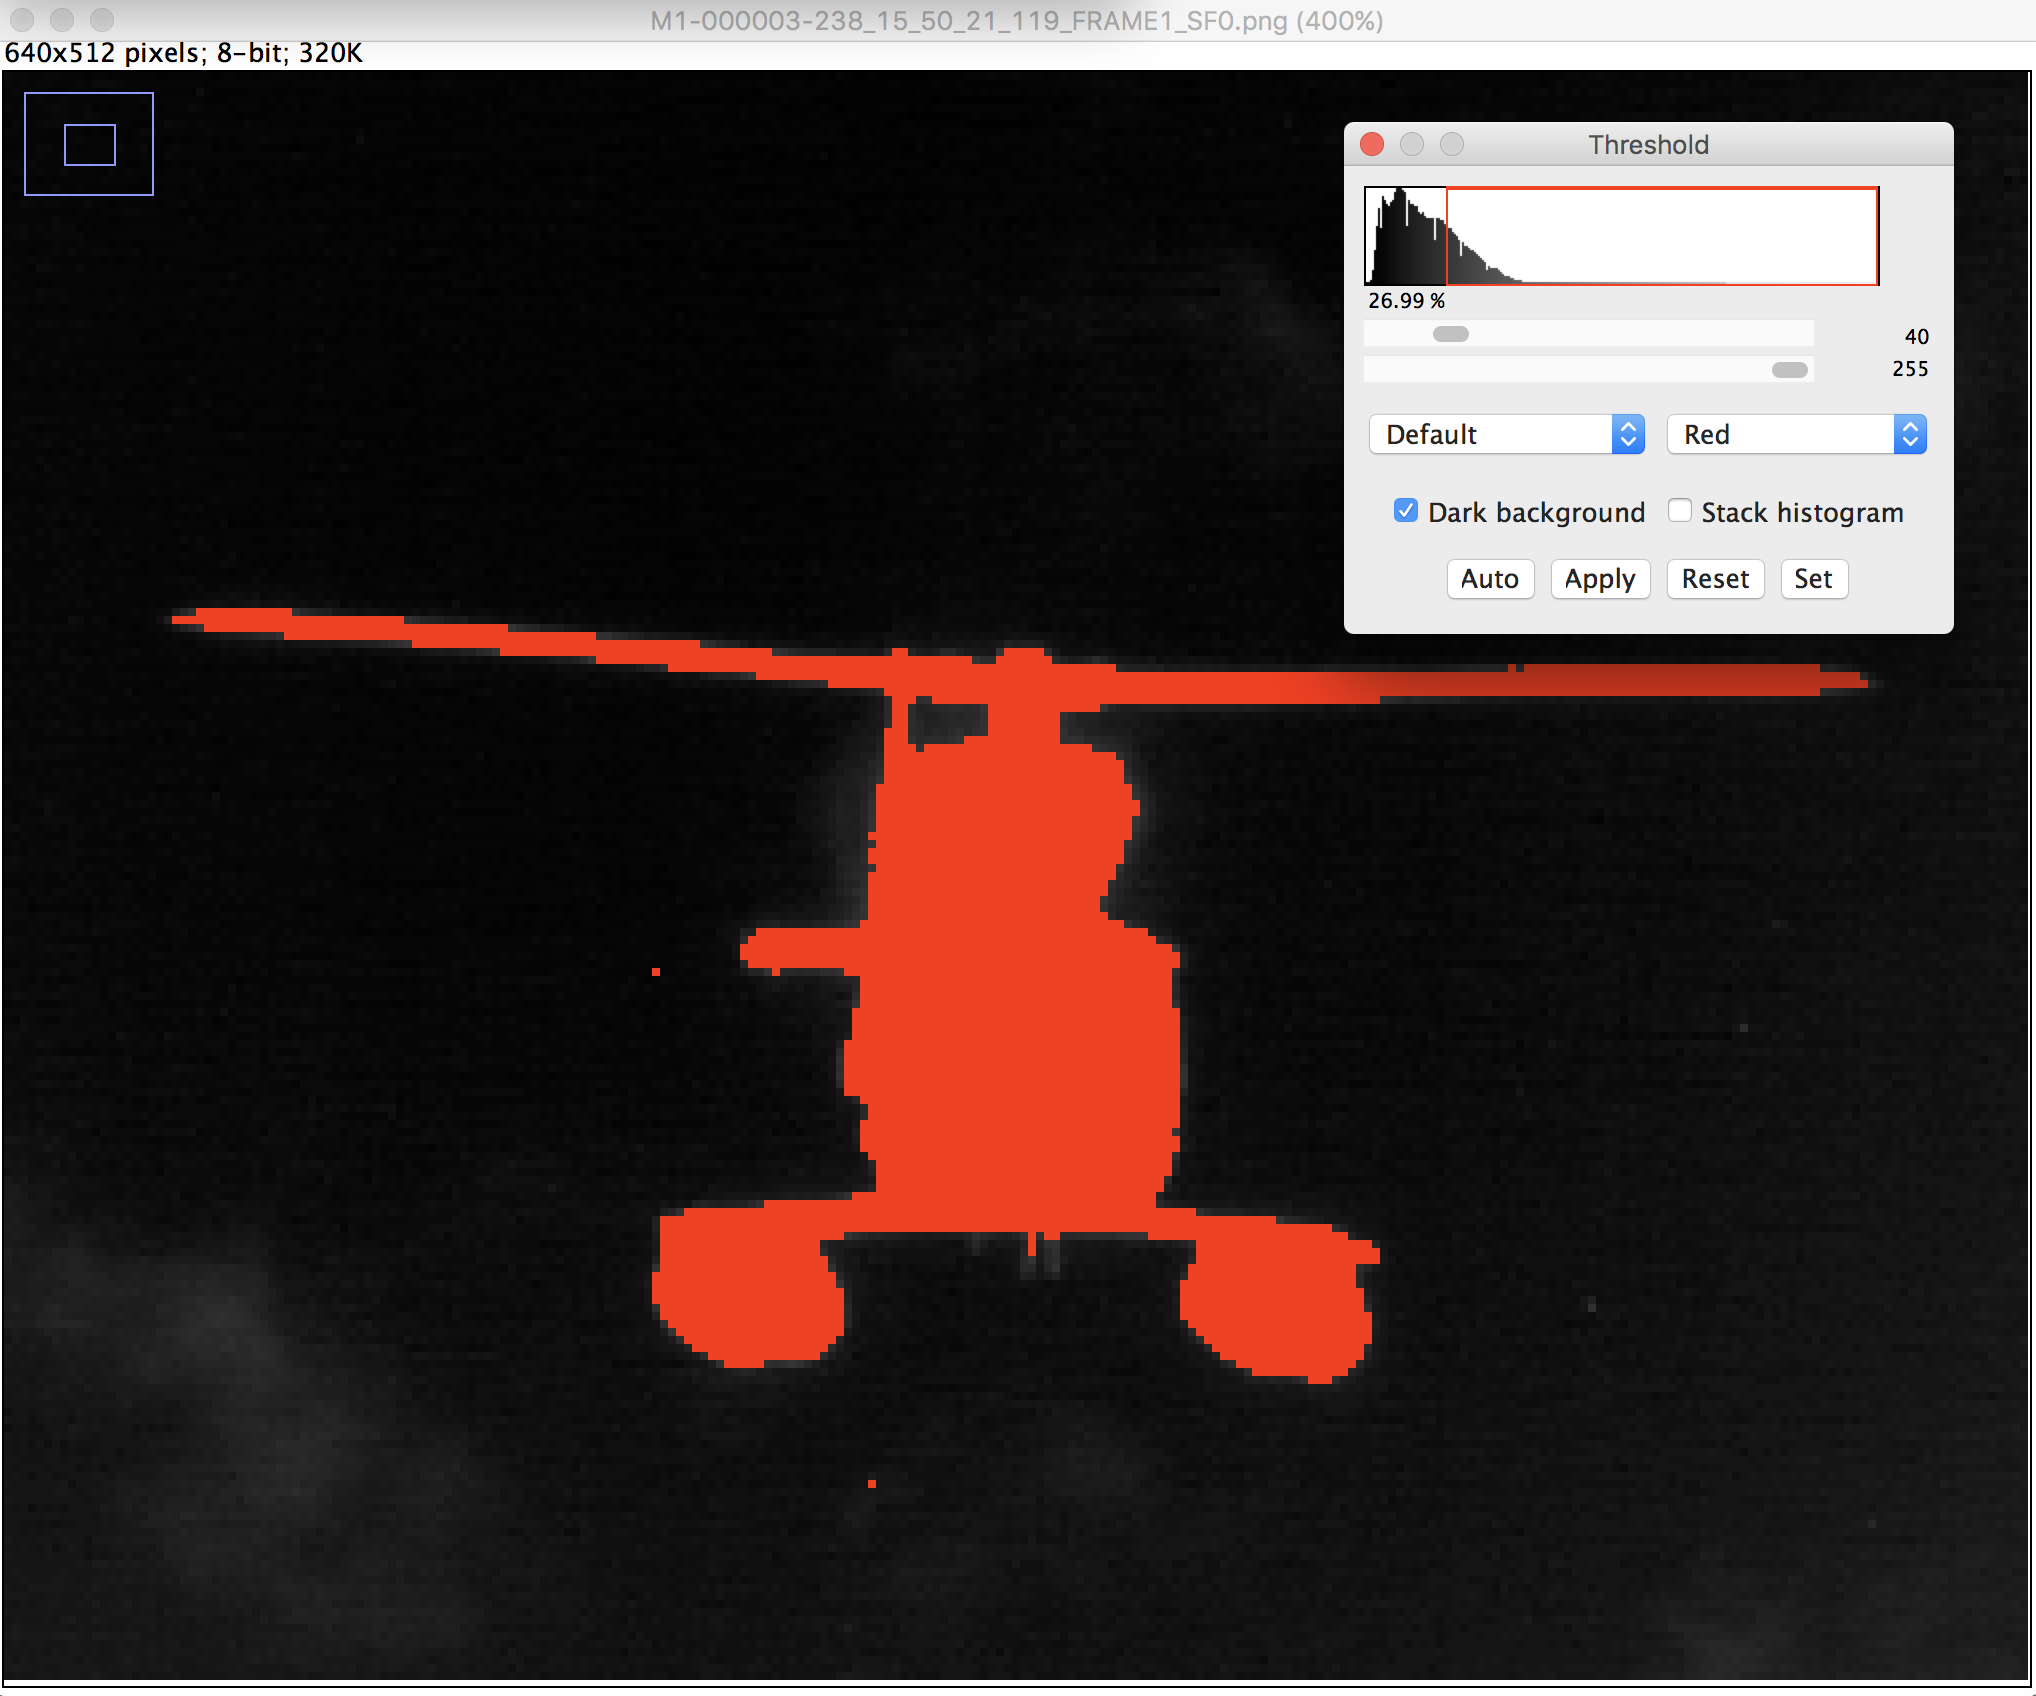 M1-000003-238_15_50_21_119_FRAME1_SF0.png (400%)
640x512 pixels; 8-bit; 320K
Threshold
26.99 %
40
255
Default Red
Dark background Stack histogram
Auto Apply Reset Set